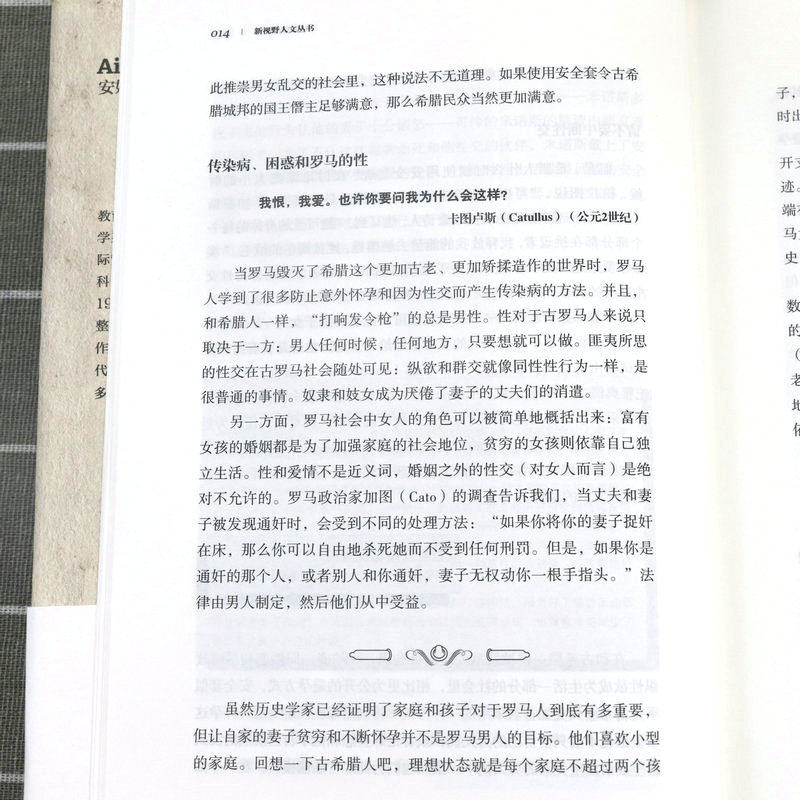 014 | 新视野人文丛书
此推崇男女乱交的社会里，这种说法不无道理。如果使用安全套令古希
腊城邦的国王僭主足够满意，那么希腊民众当然更加满意。
传染病、困惑和罗马的性
我恨，我爱。也许你要问我为什么会这样？
卡图卢斯（Catullus）（公元2世纪）
当罗马毁灭了希腊这个更加古老、更加矫揉造作的世界时，罗马
人学到了很多防止意外怀孕和因为性交而产生传染病的方法。并且，
和希腊人一样，“打响发令枪”的总是男性。性对于古罗马人来说只
取决于一方：男人任何时候，任何地方，只要想就可以做。匪夷所思
的性交在古罗马社会随处可见：纵欲和群交就像同性性行为一样，是
很普通的事情。奴隶和妓女成为厌倦了妻子的丈夫们的消遣。
另一方面，罗马社会中女人的角色可以被简单地概括出来：富有
女孩的婚姻都是为了加强家庭的社会地位，贫穷的女孩则依靠自己独
立生活。性和爱情不是近义词，婚姻之外的性交（对女人而言）是绝
对不允许的。罗马政治家加图（Cato）的调查告诉我们，当丈夫和妻
子被发现通奸时，会受到不同的处理方法：“如果你将你的妻子捉奸
在床，那么你可以自由地杀死她而不受到任何刑罚。但是，如果你是
通奸的那个人，或者别人和你通奸，妻子无权动你一根手指头。”法
律由男人制定，然后他们从中受益。
虽然历史学家已经证明了家庭和孩子对于罗马人到底有多重要，
但让自家的妻子贫穷和不断怀孕并不是罗马男人的目标。他们喜欢小型
的家庭。回想一下古希腊人吧，理想状态就是每个家庭不超过两个孩
Ai
教
学
际
科
19
整
作
代
多
子，
时出
开文
迹。
端有
马
史
数
的
（
老
地